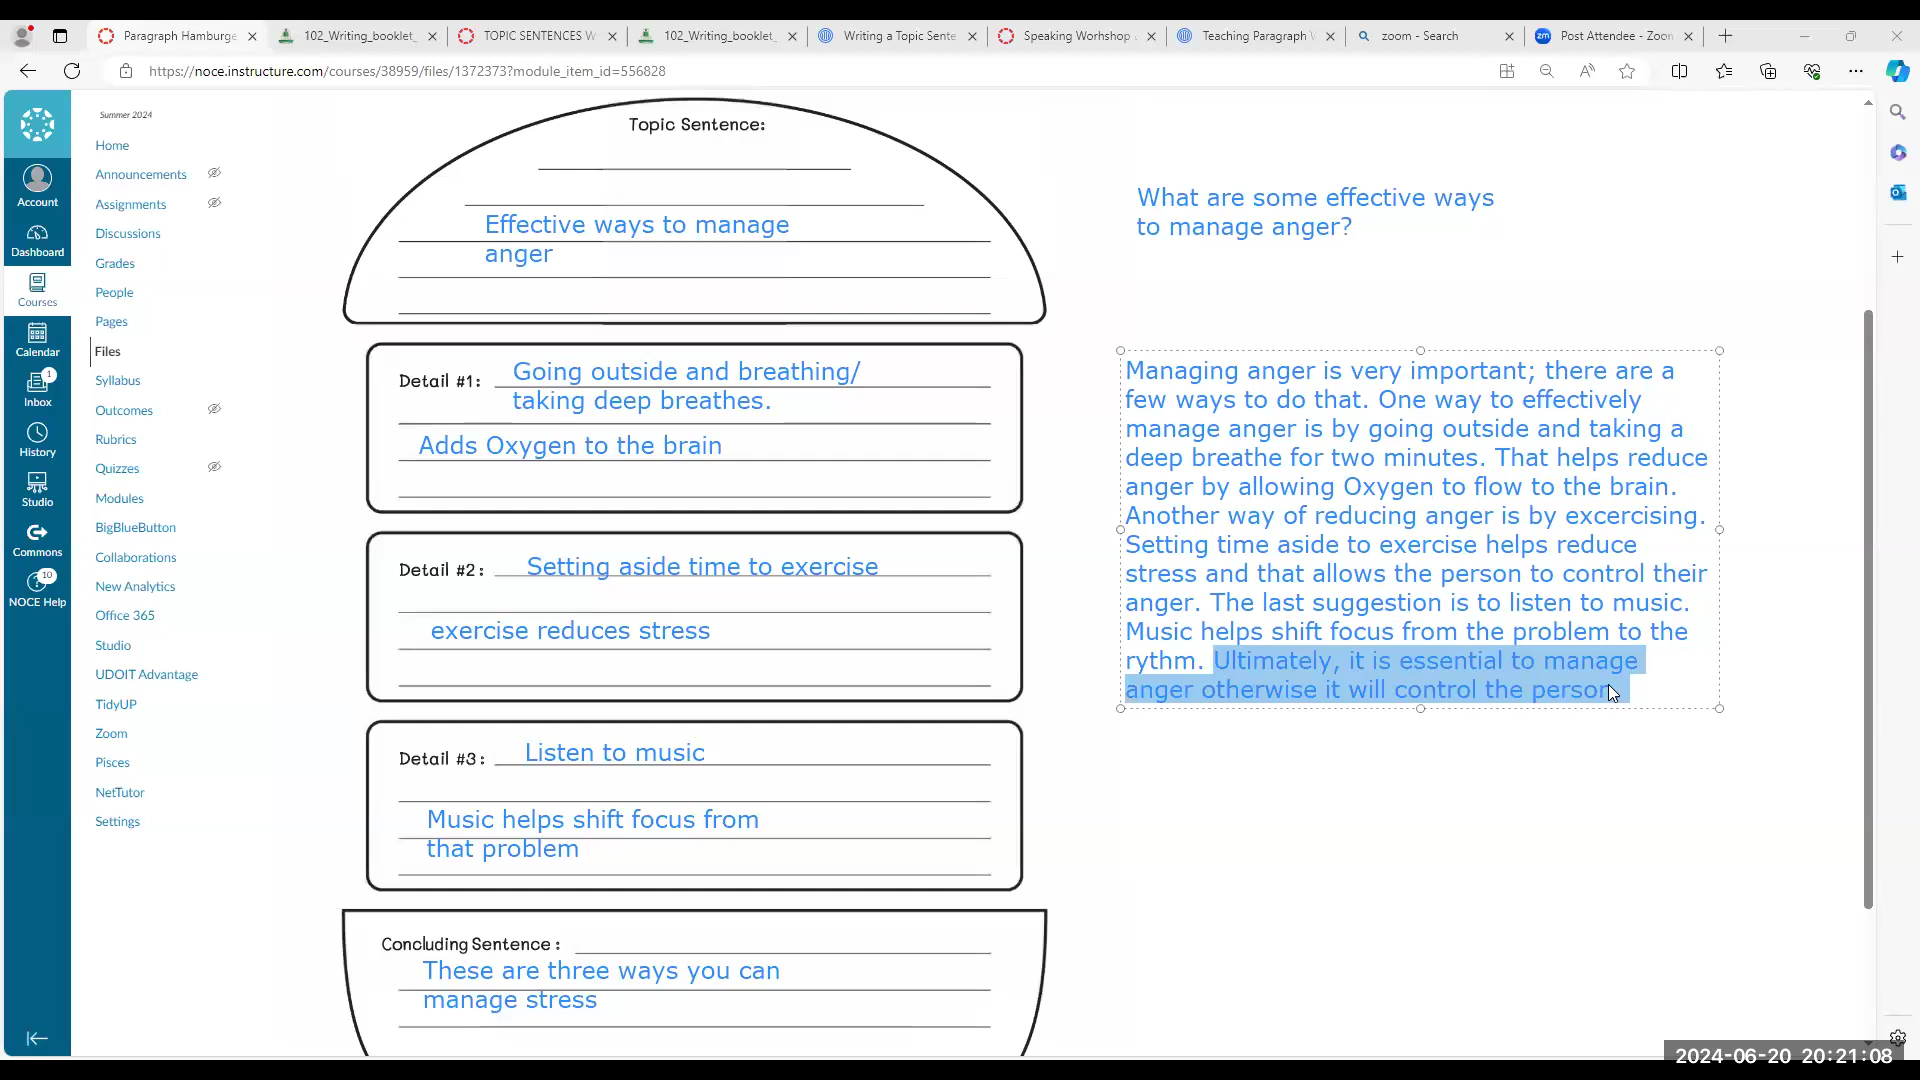 Paragraph Hamburge
102_Writing_booklet_
TOPIC SENTENCES W
102_Writing_booklet_
Writing a Topic Sente
Speaking Worhshop
Teaching Paragraph
zoom - Search
Post Attendee - Zoom
https://noce.instructure.com/courses/38959/files/1372373?module_item_id=556828
Account
Dashboard
Courses
Calendar
1
Inbox
History
Studio
Commons
10
NOCE Help
Summer 2024
Home
Announcements
Assignments
Discussions
Grades
People
Pages
Files
Syllabus
Outcomes
Rubrics
Quizzes
Modules
BigBlueButton
Collaborations
New Analytics
Office 365
Studio
UDOIT Advantage
TidyUP
Zoom
Pisces
NetTutor
Settings
Topic Sentence:
Effective ways to manage
anger
Detail #1:
Going outside and breathing/
taking deep breathes.
Adds Oxygen to the brain
Detail #2:
Setting aside time to exercise
exercise reduces stress
Detail #3:
Listen to music
Music helps shift focus from
that problem
Concluding Sentence:
These are three ways you can
manage stress
What are some effective ways
to manage anger?
Managing anger is very important; there are a
few ways to do that. One way to effectively
manage anger is by going outside and taking a
deep breathe for two minutes. That helps reduce
anger by allowing Oxygen to flow to the brain.
Another way of reducing anger is by excercising.
Setting time aside to exercise helps reduce
stress and that allows the person to control their
anger. The last suggestion is to listen to music.
Music helps shift focus from the problem to the
rythm. Ultimately, it is essential to manage
anger otherwise it will control the person.
2024-06-20 20:21:08